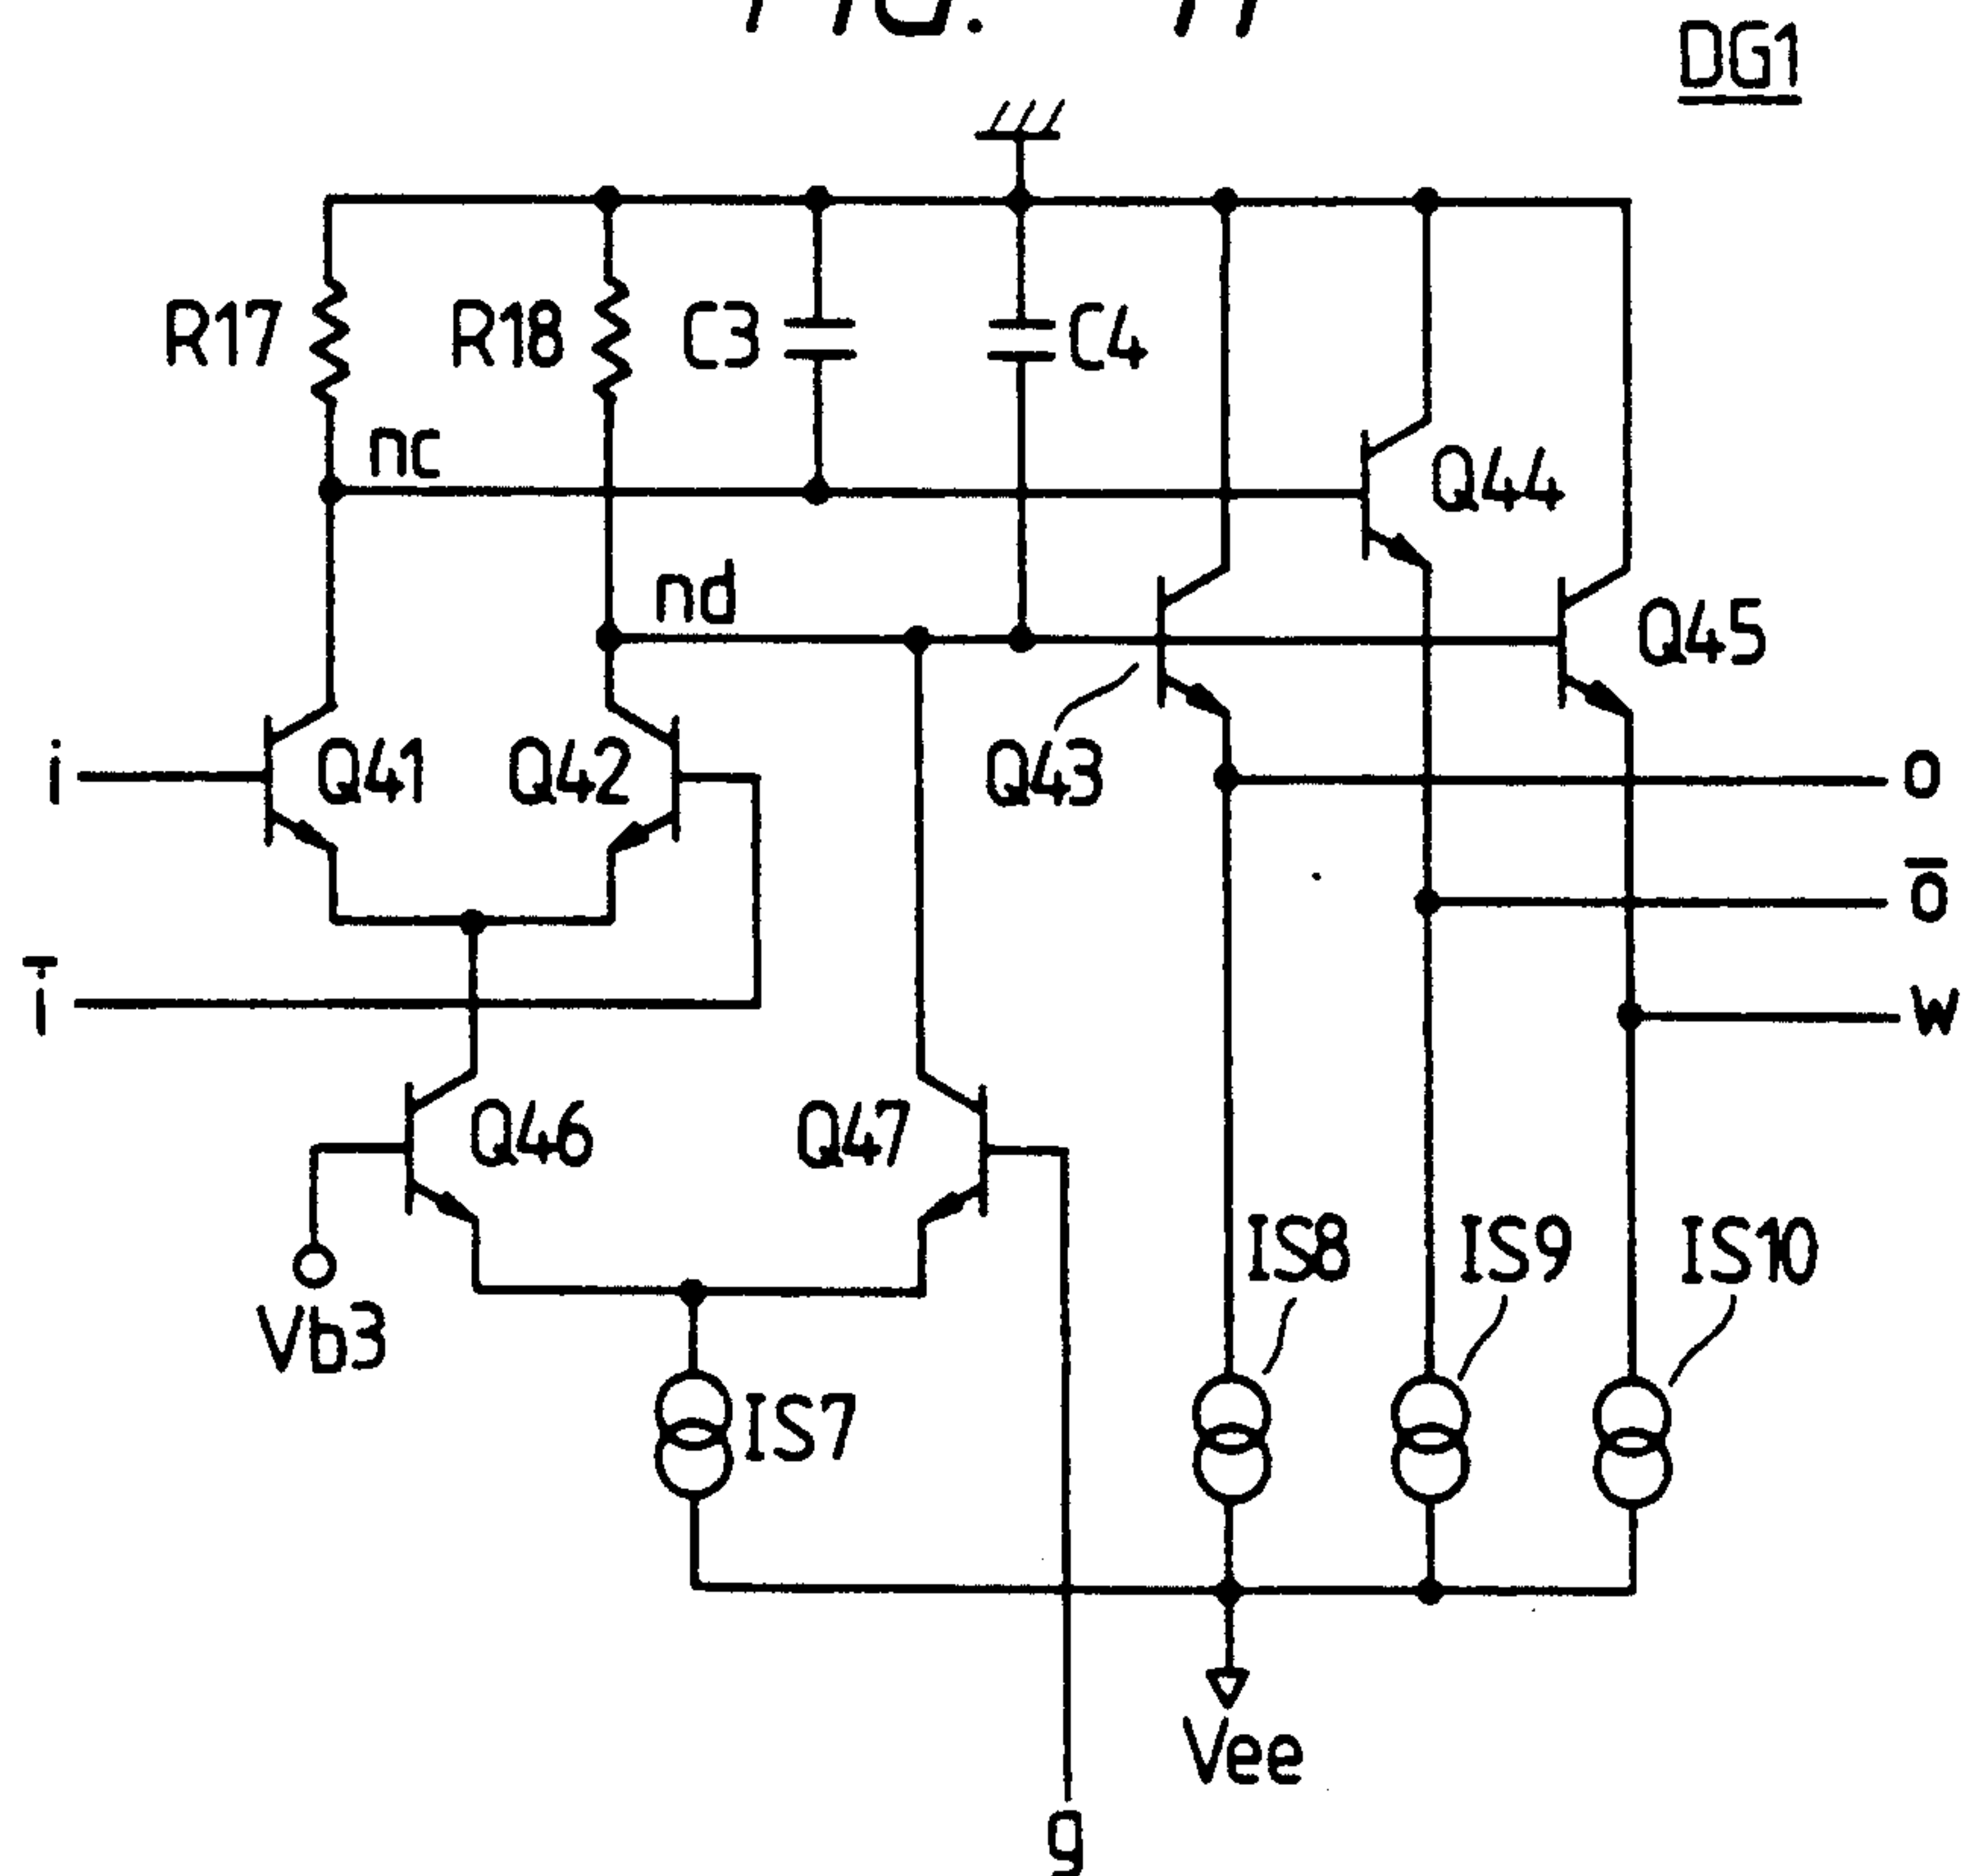 DG1
R17
R18
C3
C4
nc
Q44
nd
Q45
i
Q41
Q42
Q43
o
o̅
i̅
w
Q46
Q47
IS8
IS9
IS10
Vb3
IS7
Vee
g